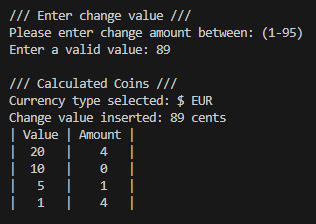 /// Enter change value ///
Please enter change amount between: (1-95)
Enter a valid value: 89

/// Calculated Coins ///
Currency type selected: $ EUR
Change value inserted: 89 cents
| Value | Amount |
| 20 | 4 |
| 10 | 0 |
| 5 | 1 |
| 1 | 4 |